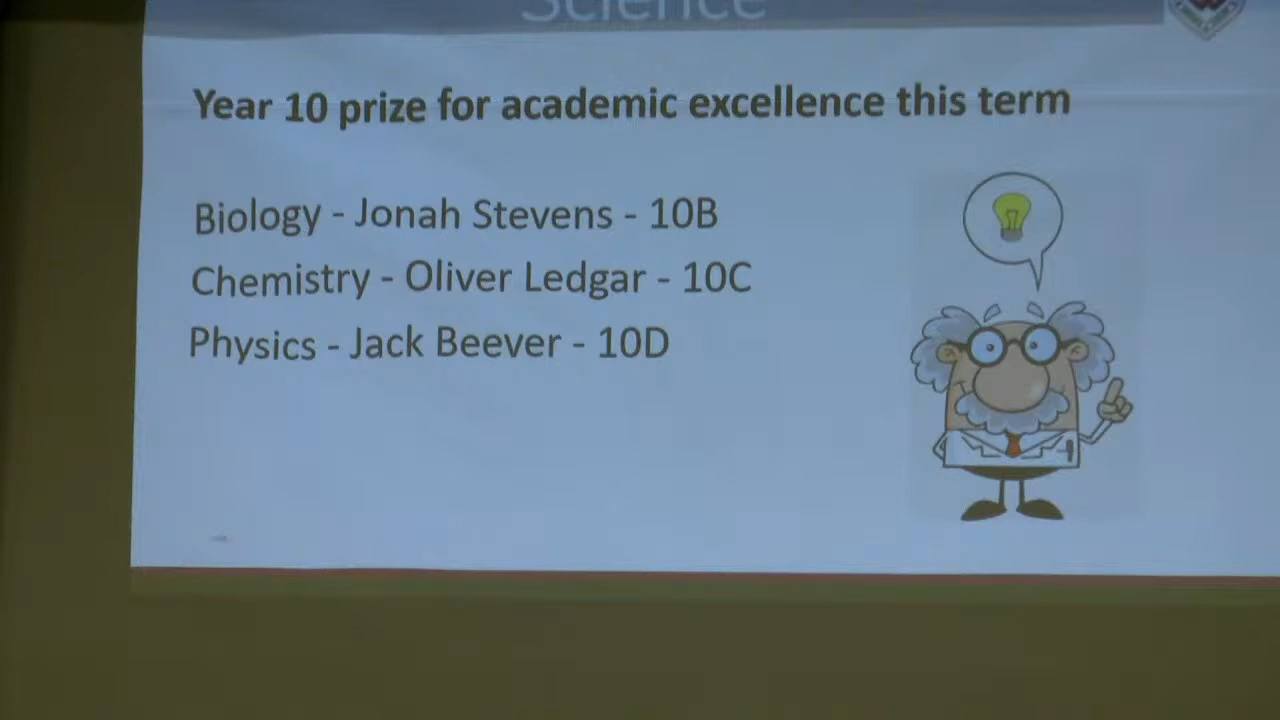 Science
Year 10 prize for academic excellence this term
Biology - Jonah Stevens - 10B
Chemistry - Oliver Ledgar - 10C
Physics - Jack Beever - 10D